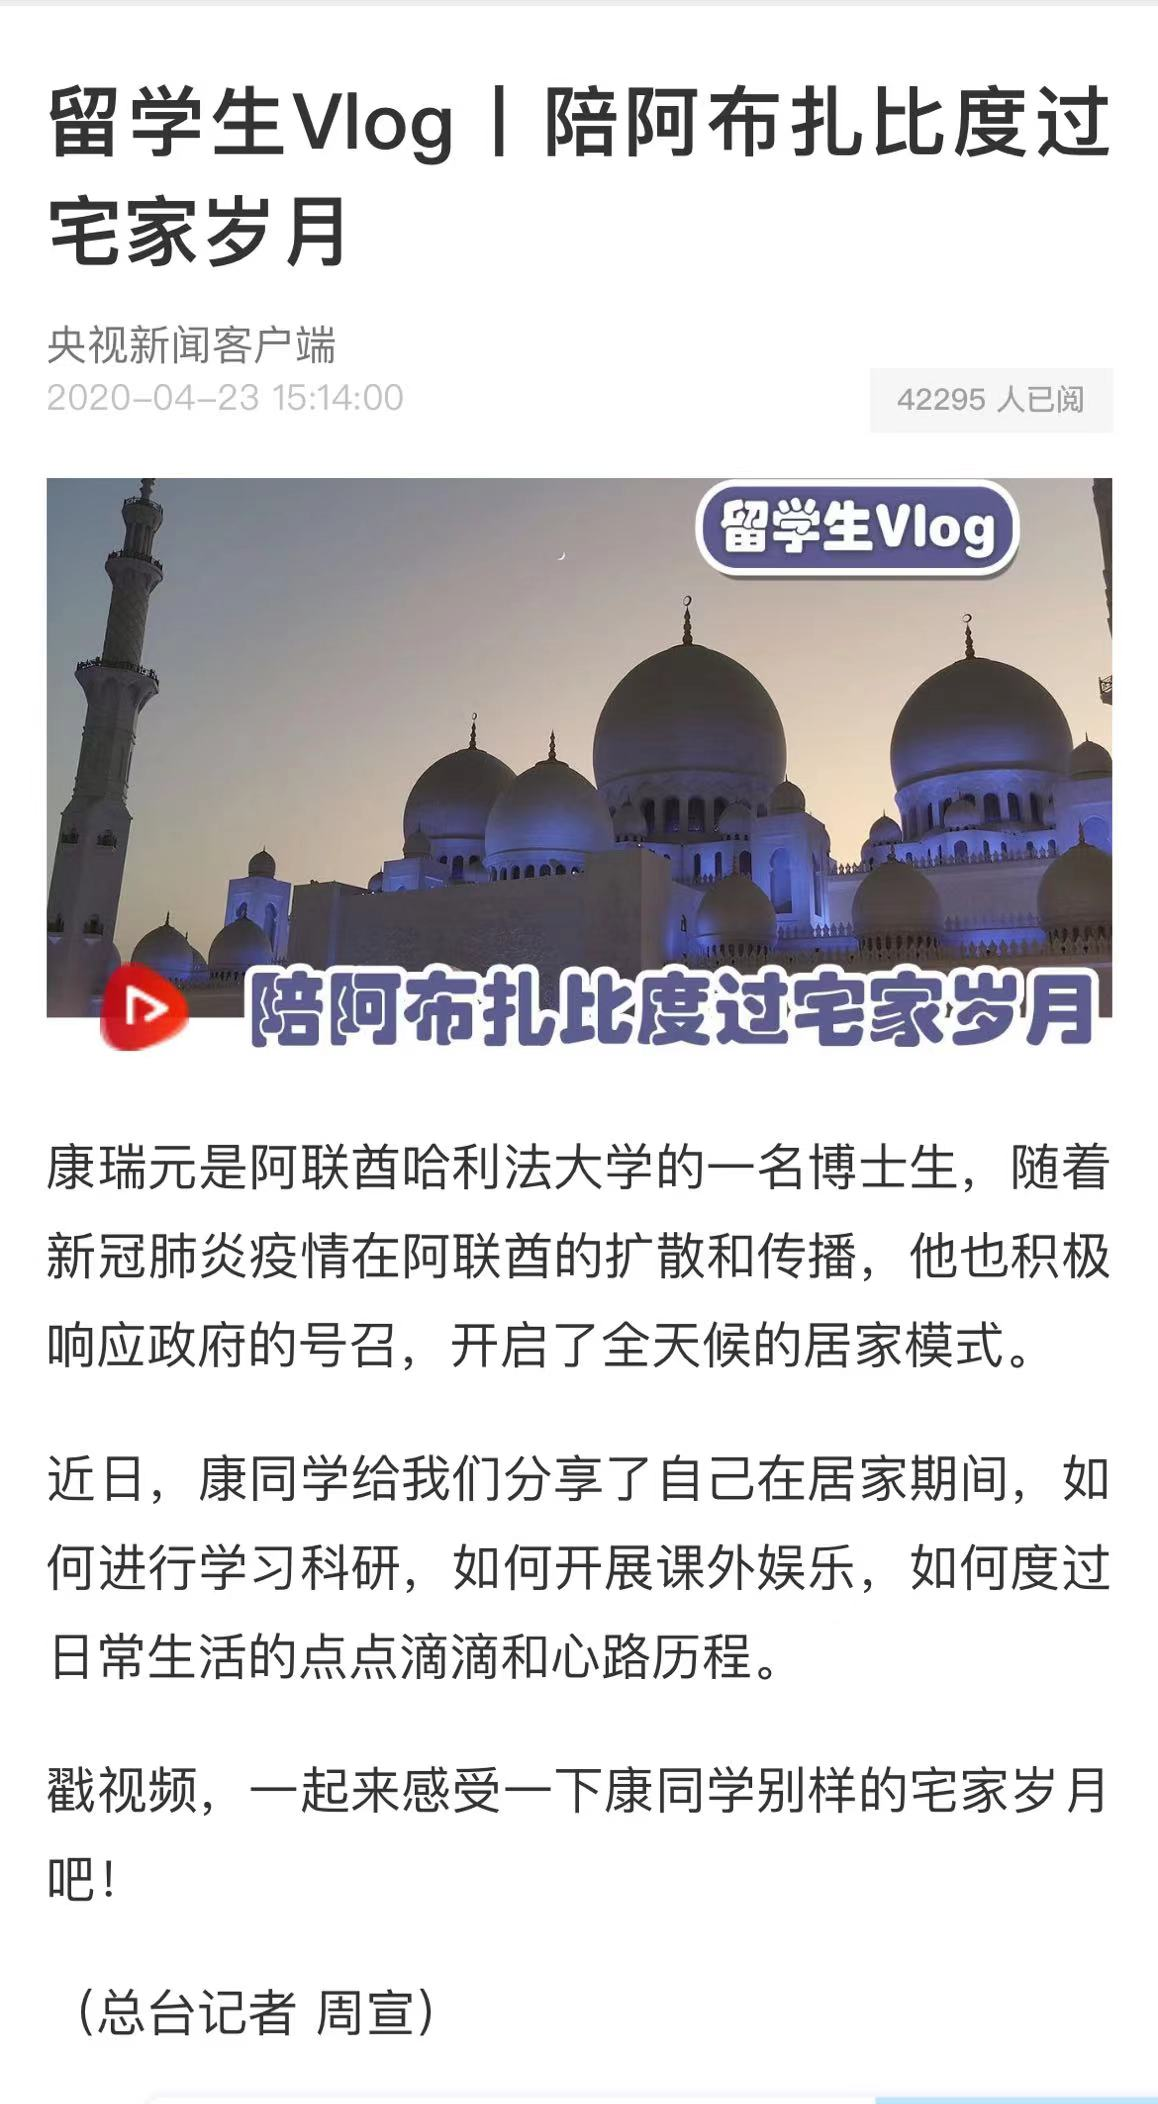 留学生Vlog丨陪阿布扎比度过
宅家岁月
央视新闻客户端
2020-04-23 15:14:00
42295 人已阅
留学生Vlog
陪阿布扎比度过宅家岁月
康瑞元是阿联酋哈利法大学的一名博士生，随着
新冠肺炎疫情在阿联酋的扩散和传播，他也积极
响应政府的号召，开启了全天候的居家模式。
近日，康同学给我们分享了自己在居家期间，如
何进行学习科研，如何开展课外娱乐，如何度过
日常生活的点点滴滴和心路历程。
戳视频，一起来感受一下康同学别样的宅家岁月
吧！
（总台记者 周宣）